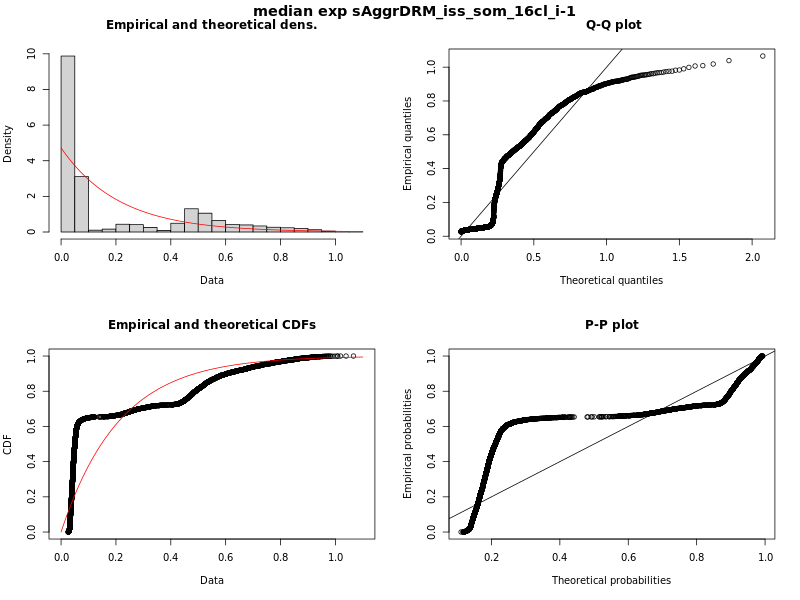 median exp sAggrDRM_iss_som_16cl_i-1
Empirical and theoretical dens.
Density
0 2 4 6 8 10
0.0 0.2 0.4 0.6 0.8 1.0
Data
Q-Q plot
Empirical quantiles
0.0 0.2 0.4 0.6 0.8 1.0
0.0 0.5 1.0 1.5 2.0
Theoretical quantiles
Empirical and theoretical CDFs
CDF
0.0 0.2 0.4 0.6 0.8 1.0
0.0 0.2 0.4 0.6 0.8 1.0
Data
P-P plot
Empirical probabilities
0.0 0.2 0.4 0.6 0.8 1.0
0.2 0.4 0.6 0.8 1.0
Theoretical probabilities